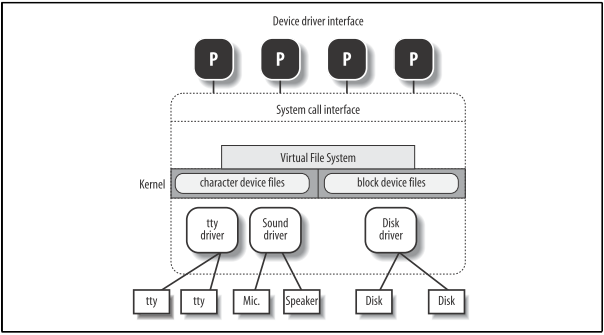 Device driver interface
P P P P
System call interface
Virtual File System
Kernel character device files block device files
tty driver Sound driver Disk driver
tty tty Mic. Speaker Disk Disk